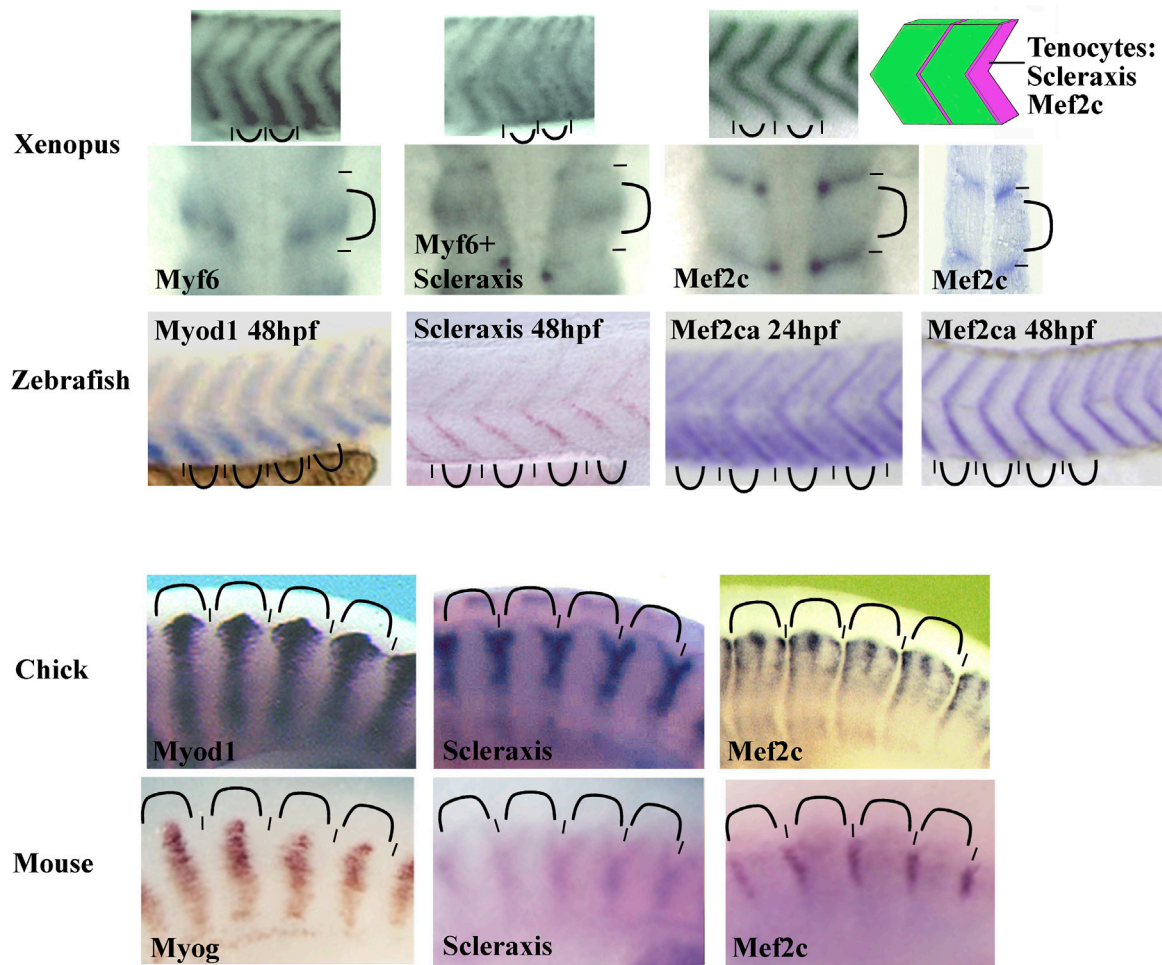 Tenocytes:
Scleraxis
Mef2c
Xenopus
Myf6
Myf6+
Scleraxis
Mef2c
Mef2c
Myod1 48hpf
Scleraxis 48hpf
Mef2ca 24hpf
Mef2ca 48hpf
Zebrafish
Chick
Myod1
Scleraxis
Mef2c
Mouse
Myog
Scleraxis
Mef2c